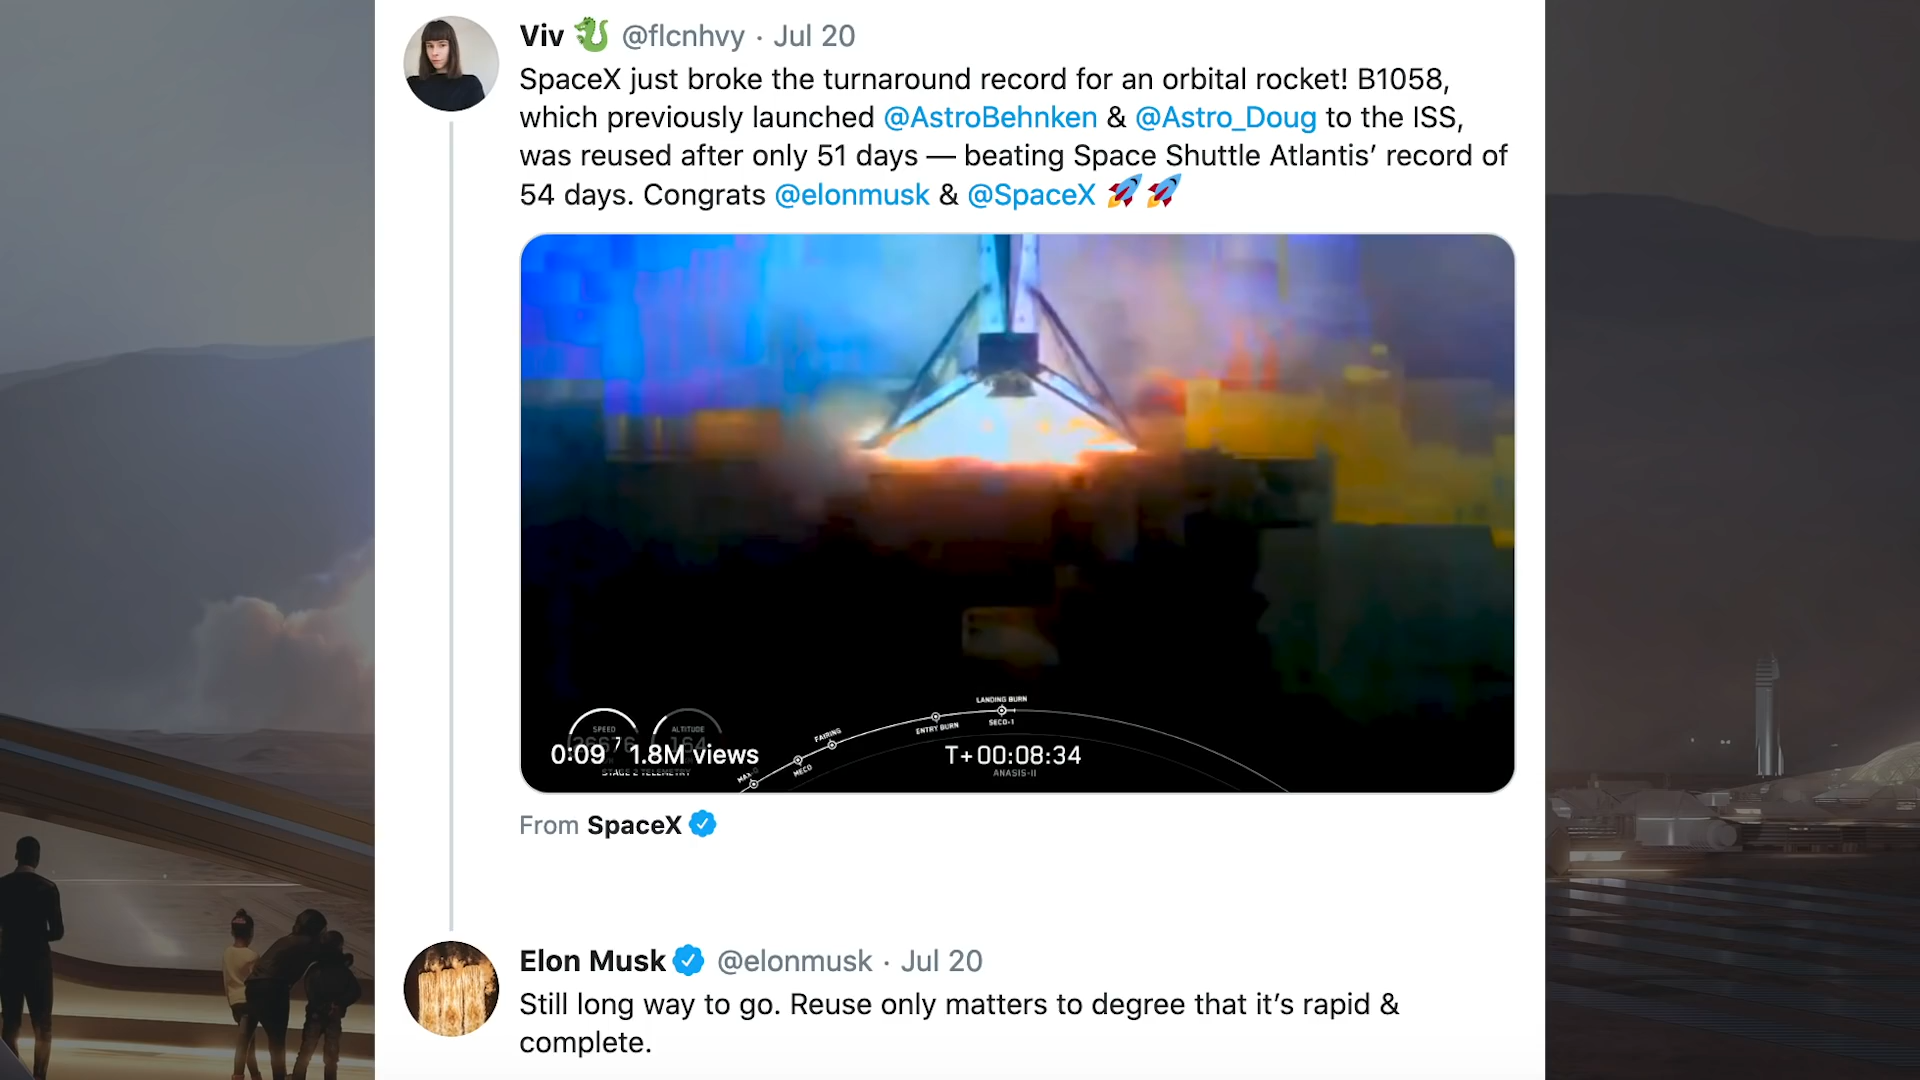 Viv 🐉 @flcnhvy · Jul 20
SpaceX just broke the turnaround record for an orbital rocket! B1058,
which previously launched @AstroBehnken & @Astro_Doug to the ISS,
was reused after only 51 days — beating Space Shuttle Atlantis’ record of
54 days. Congrats @elonmusk & @SpaceX 🚀🚀
LANDING BURN
SECO-1
ENTRY BURN
FAIRING
MECO
SPEED
ALTITUDE
0:09 1.8M views
STAGE 2 TELEMETRY
T+00:08:34
ANASIS-II
From SpaceX
Elon Musk @elonmusk · Jul 20
Still long way to go. Reuse only matters to degree that it’s rapid &
complete.